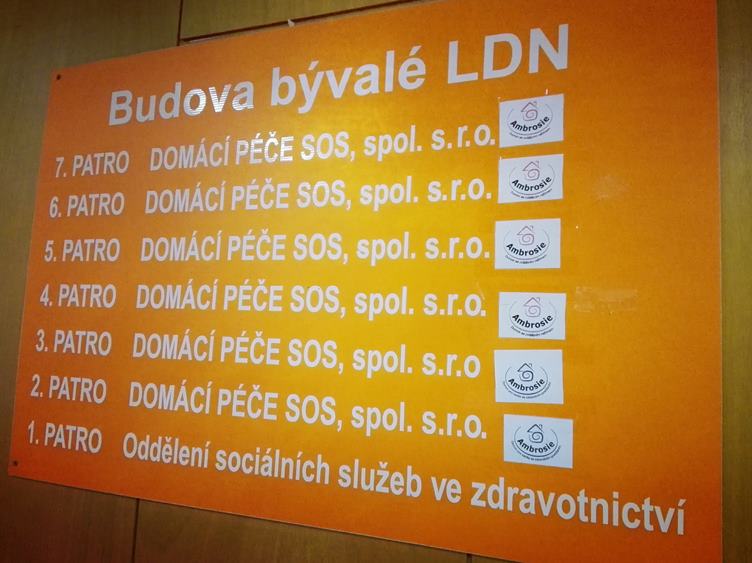 Budova bývalé LDN
7. PATRO DOMÁCÍ PÉČE SOS, spol. s.r.o. Ambrosie
6. PATRO DOMÁCÍ PÉČE SOS, spol. s.r.o. Ambrosie
5. PATRO DOMÁCÍ PÉČE SOS, spol. s.r.o. Ambrosie
4. PATRO DOMÁCÍ PÉČE SOS, spol. s.r.o. Ambrosie
3. PATRO DOMÁCÍ PÉČE SOS, spol. s.r.o Ambrosie
2. PATRO DOMÁCÍ PÉČE SOS, spol. s.r.o. Ambrosie
1. PATRO Oddělení sociálních služeb ve zdravotnictví